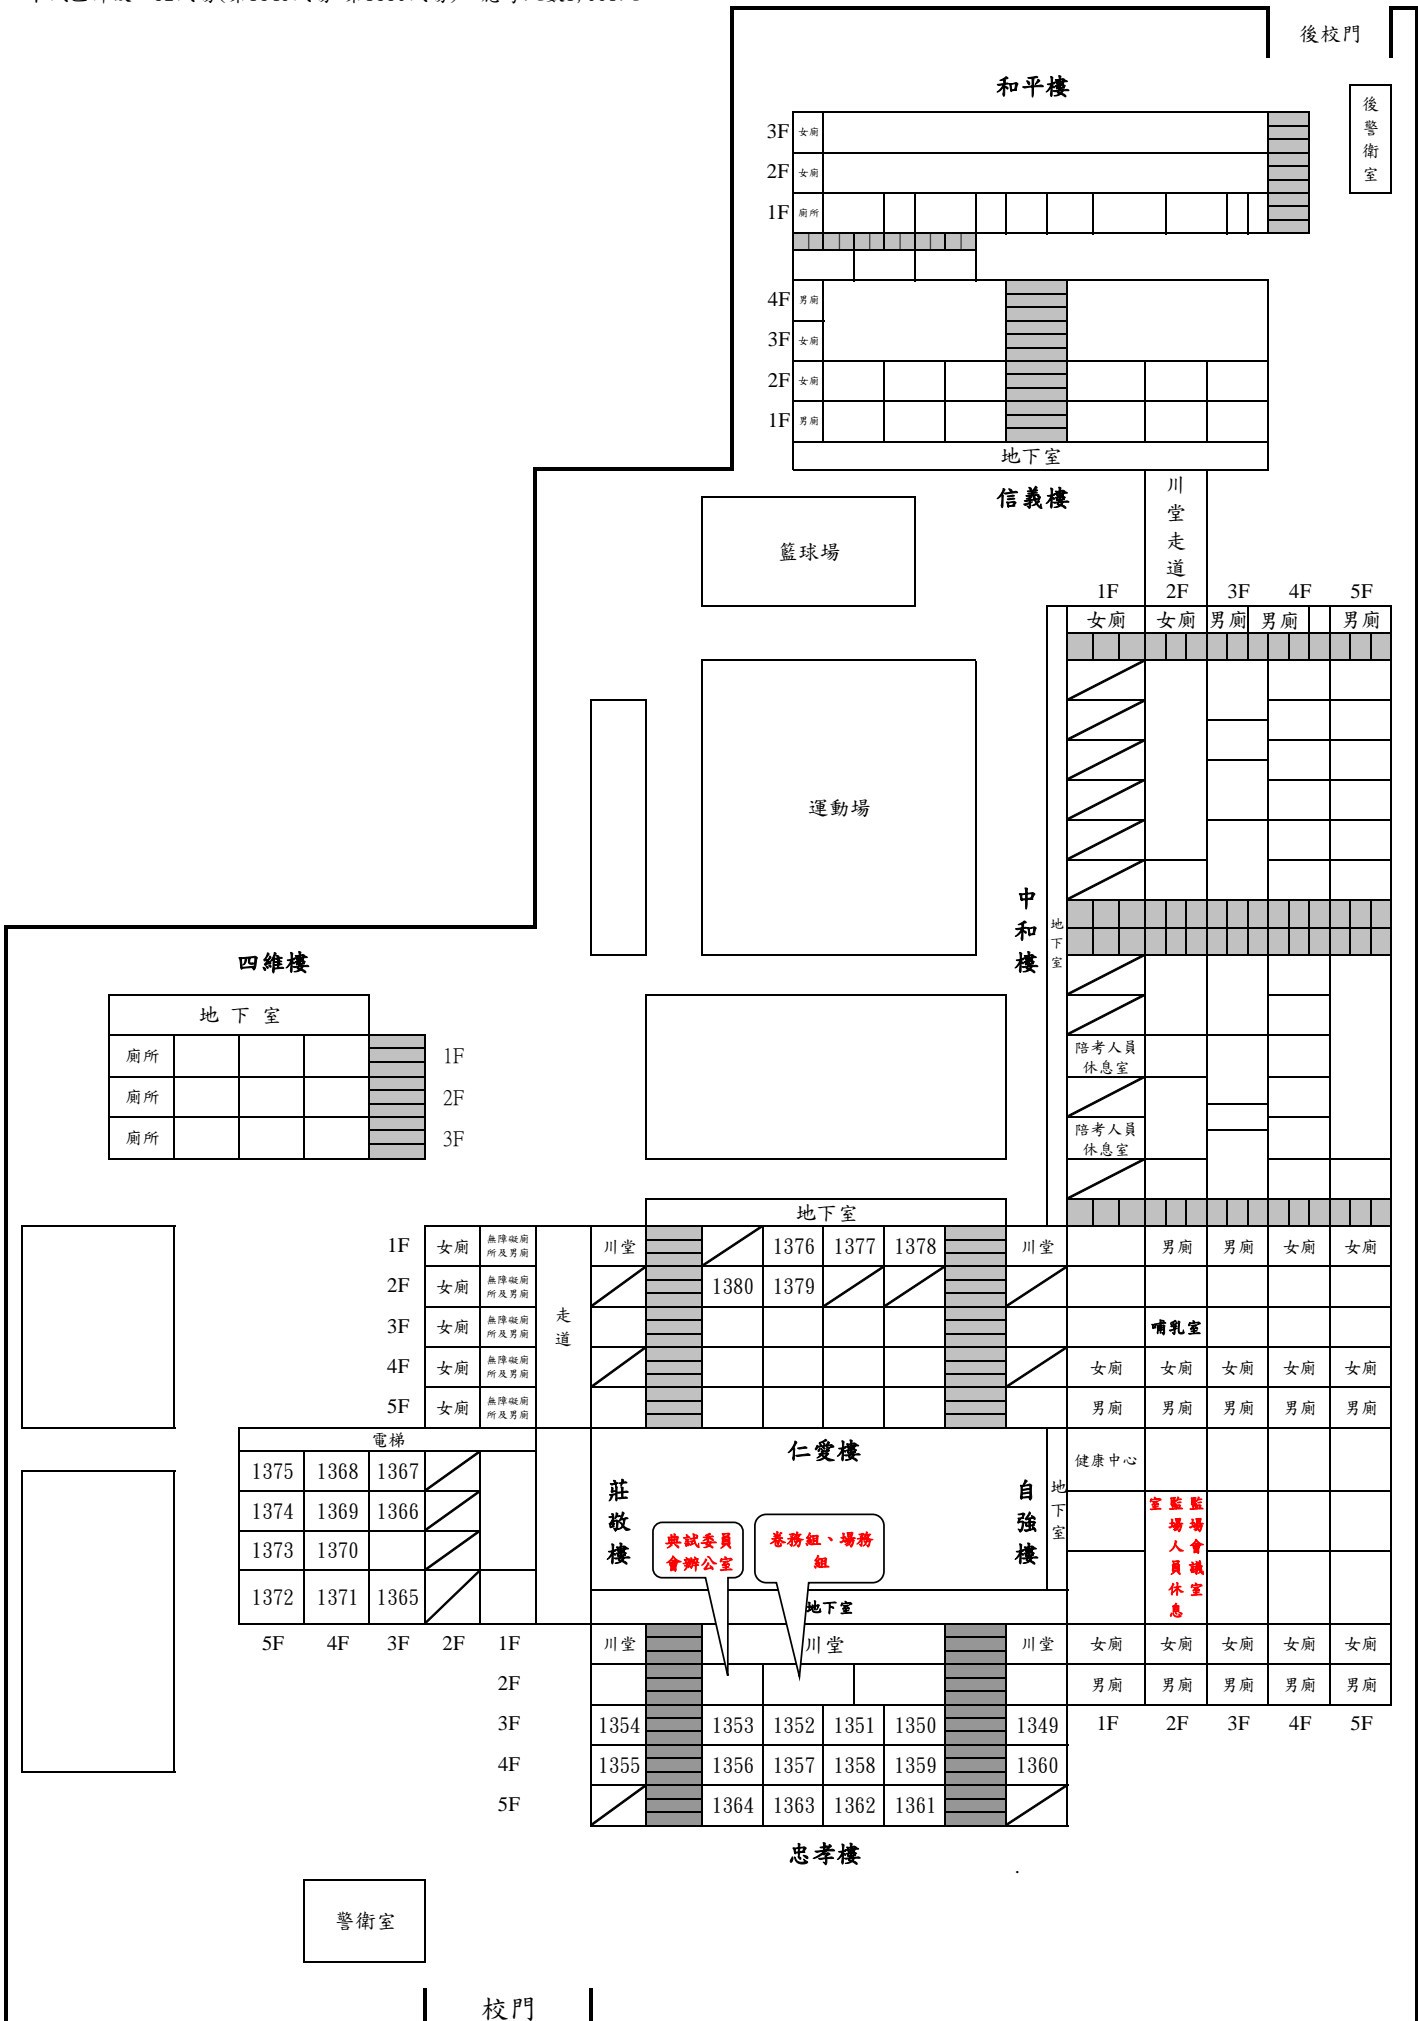 後校門
和平樓
後
警
衛
室
3F 女廁
2F 女廁
1F 廁所
4F 男廁
3F 女廁
2F 女廁
1F 男廁
地下室
信義樓
川
堂
走
道
籃球場
1F 2F 3F 4F 5F
女廁 女廁 男廁 男廁 男廁
運動場
中
和
樓
地
下
室
四維樓
地 下 室
廁所 1F
廁所 2F
廁所 3F
陪考人員
休息室
陪考人員
休息室
地下室
1F 女廁 無障礙廁
所及男廁 川堂 1376 1377 1378 川堂 男廁 男廁 女廁 女廁
2F 女廁 無障礙廁
所及男廁 1380 1379
3F 女廁 無障礙廁
所及男廁 哺乳室
走
道
4F 女廁 無障礙廁
所及男廁 女廁 女廁 女廁 女廁 女廁
5F 女廁 無障礙廁
所及男廁 男廁 男廁 男廁 男廁 男廁
電梯
仁愛樓
健康中心
1375 1368 1367
1374 1369 1366
1373 1370
1372 1371 1365
5F 4F 3F 2F 1F
莊
敬
樓
典試委員
會辦公室
卷務組、場務
組
自
強
樓
地
下
室
監場會議室
監場人員休息
室
地下室
川堂 川堂 川堂 女廁 女廁 女廁 女廁 女廁
2F 男廁 男廁 男廁 男廁 男廁
3F 1354 1353 1352 1351 1350 1349 1F 2F 3F 4F 5F
4F 1355 1356 1357 1358 1359 1360
5F 1364 1363 1362 1361
忠孝樓
.
警衛室
校門